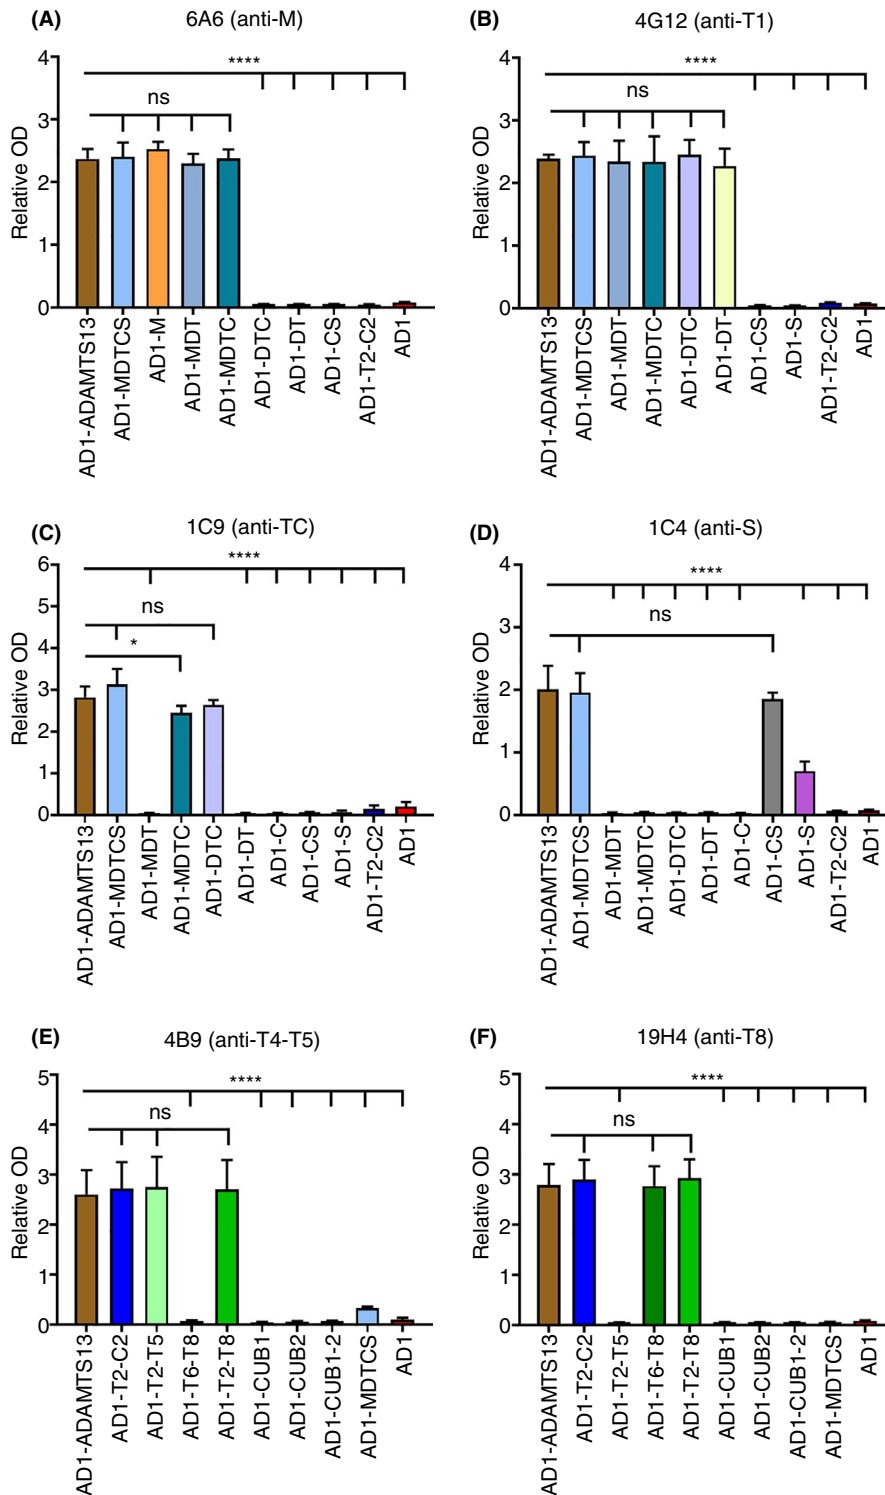 (A)
6A6 (anti-M)
****
ns
Relative OD
4
3
2
1
0
AD1-ADAMTS13
AD1-MDTCS
AD1-M
AD1-MDT
AD1-MDTC
AD1-DTC
AD1-DT
AD1-CS
AD1-T2-C2
AD1
(B)
4G12 (anti-T1)
****
ns
Relative OD
4
3
2
1
0
AD1-ADAMTS13
AD1-MDTCS
AD1-MDT
AD1-MDTC
AD1-DTC
AD1-DT
AD1-CS
AD1-S
AD1-T2-C2
AD1
(C)
1C9 (anti-TC)
****
ns
*
Relative OD
6
5
4
3
2
1
0
AD1-ADAMTS13
AD1-MDTCS
AD1-MDT
AD1-MDTC
AD1-DTC
AD1-DT
AD1-C
AD1-CS
AD1-S
AD1-T2-C2
AD1
(D)
1C4 (anti-S)
****
ns
Relative OD
4
3
2
1
0
AD1-ADAMTS13
AD1-MDTCS
AD1-MDT
AD1-MDTC
AD1-DTC
AD1-DT
AD1-C
AD1-CS
AD1-S
AD1-T2-C2
AD1
(E)
4B9 (anti-T4-T5)
****
ns
Relative OD
5
4
3
2
1
0
AD1-ADAMTS13
AD1-T2-C2
AD1-T2-T5
AD1-T6-T8
AD1-T2-T8
AD1-CUB1
AD1-CUB2
AD1-CUB1-2
AD1-MDTCS
AD1
(F)
19H4 (anti-T8)
****
ns
Relative OD
5
4
3
2
1
0
AD1-ADAMTS13
AD1-T2-C2
AD1-T2-T5
AD1-T6-T8
AD1-T2-T8
AD1-CUB1
AD1-CUB2
AD1-CUB1-2
AD1-MDTCS
AD1